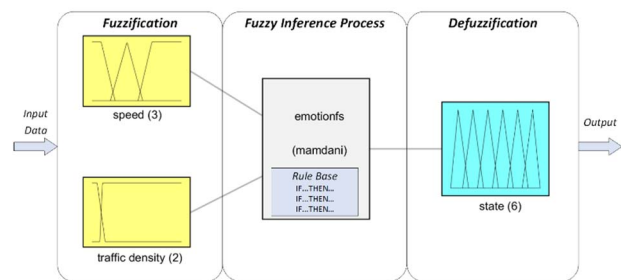 Fuzzification
Fuzzy Inference Process
Defuzzification
Input
Data
speed (3)
traffic density (2)
emotionfs
(mamdani)
Rule Base
IF...THEN...
IF...THEN...
IF...THEN...
state (6)
Output